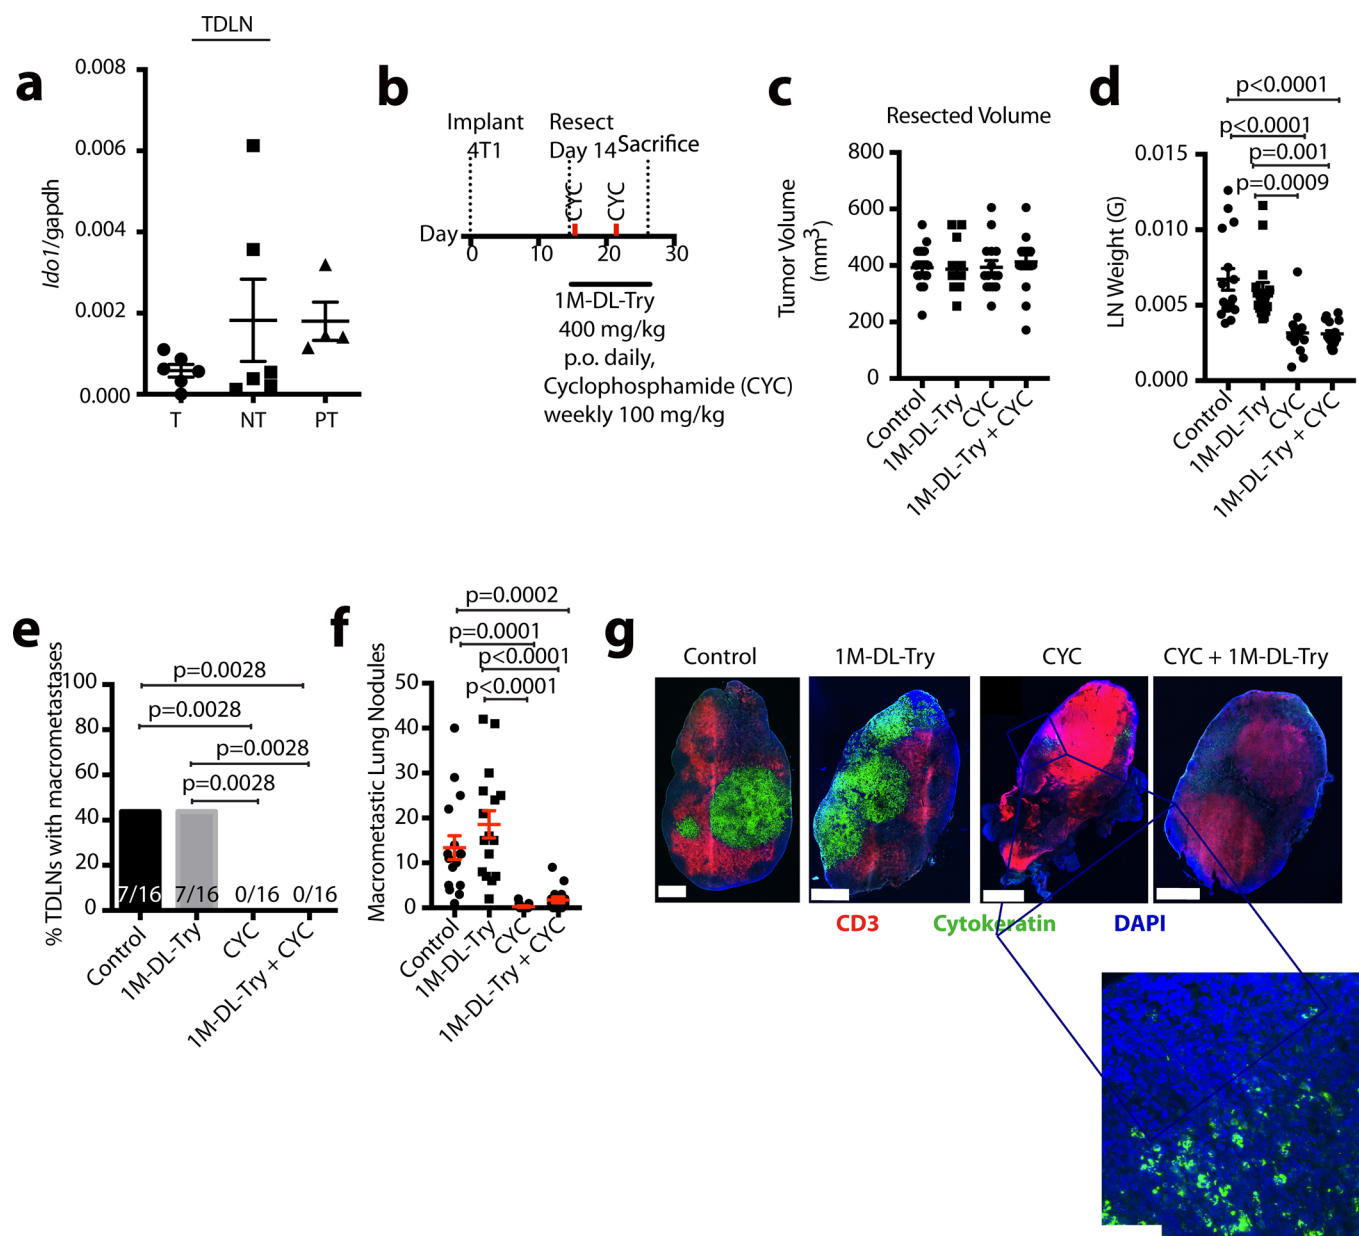 TDLN
a
0.008
0.006
0.004
0.002
0.000
Ido1/gapdh
T NT PT
b
Implant
4T1
Resect
Day 14
Sacrifice
CYC
CYC
Day
0 10 20 30
1M-DL-Try
400 mg/kg
p.o. daily,
Cyclophosphamide (CYC)
weekly 100 mg/kg
c
Resected Volume
Tumor Volume
(mm3)
800
600
400
200
0
Control
1M-DL-Try
CYC
1M-DL-Try + CYC
d
p<0.0001
p<0.0001
p=0.001
p=0.0009
LN Weight (G)
0.015
0.010
0.005
0.000
Control
1M-DL-Try
CYC
1M-DL-Try + CYC
e
% TDLNs with macrometastases
p=0.0028
p=0.0028
p=0.0028
p=0.0028
100
80
60
40
20
0
7/16 7/16 0/16 0/16
Control
1M-DL-Try
CYC
1M-DL-Try + CYC
f
p=0.0002
p=0.0001
p<0.0001
p<0.0001
Macrometastic Lung Nodules
50
40
30
20
10
0
Control
1M-DL-Try
CYC
1M-DL-Try + CYC
g
Control 1M-DL-Try CYC CYC + 1M-DL-Try
CD3 Cytokeratin DAPI